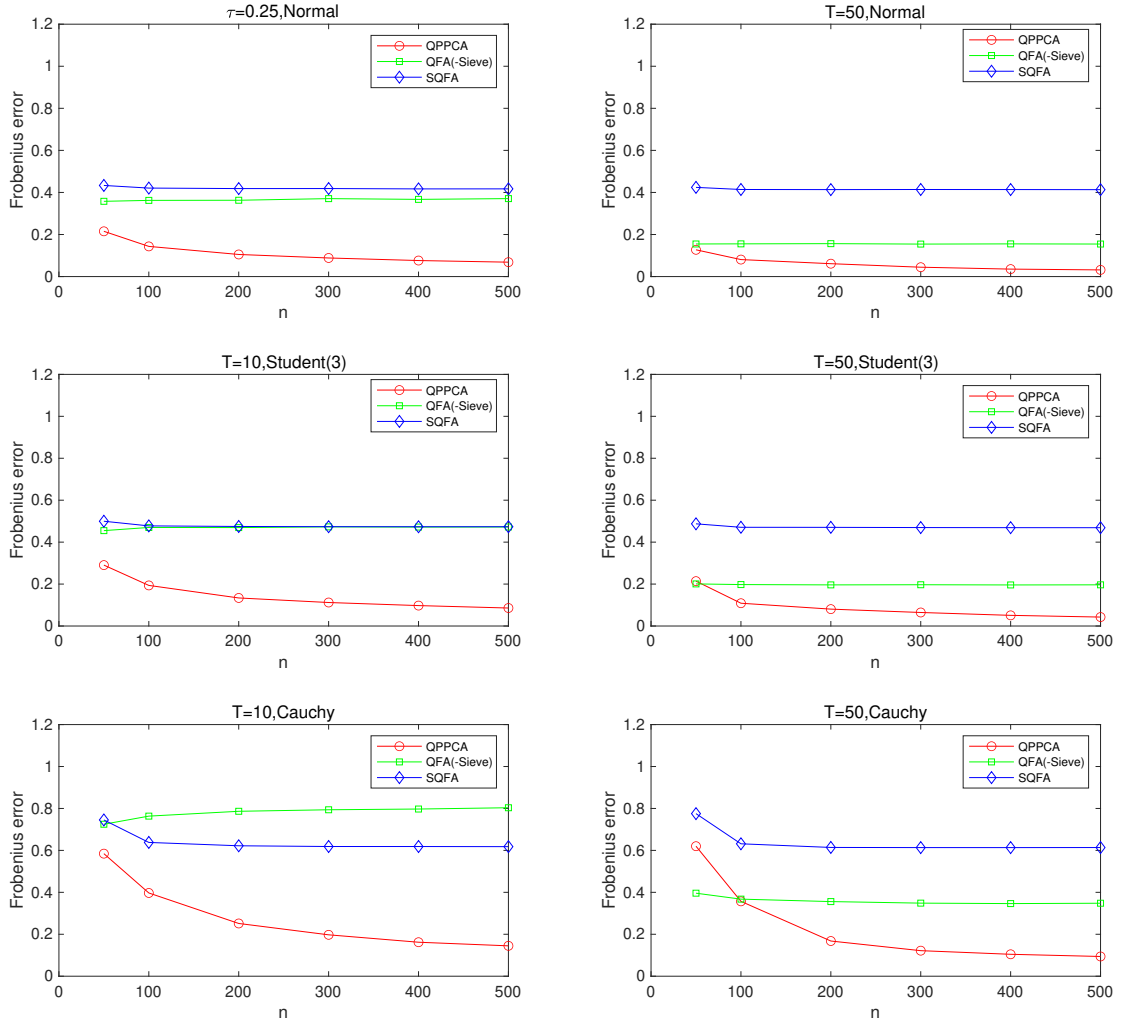 τ=0.25,Normal
1.2
1
0.8
0.6
0.4
0.2
0
Frobenius error
QPPCA
QFA(-Sieve)
SQFA
0 100 200 300 400 500
n
T=50,Normal
1.2
1
0.8
0.6
0.4
0.2
0
Frobenius error
QPPCA
QFA(-Sieve)
SQFA
0 100 200 300 400 500
n
T=10,Student(3)
1.2
1
0.8
0.6
0.4
0.2
0
Frobenius error
QPPCA
QFA(-Sieve)
SQFA
0 100 200 300 400 500
n
T=50,Student(3)
1.2
1
0.8
0.6
0.4
0.2
0
Frobenius error
QPPCA
QFA(-Sieve)
SQFA
0 100 200 300 400 500
n
T=10,Cauchy
1.2
1
0.8
0.6
0.4
0.2
0
Frobenius error
QPPCA
QFA(-Sieve)
SQFA
0 100 200 300 400 500
n
T=50,Cauchy
1.2
1
0.8
0.6
0.4
0.2
0
Frobenius error
QPPCA
QFA(-Sieve)
SQFA
0 100 200 300 400 500
n